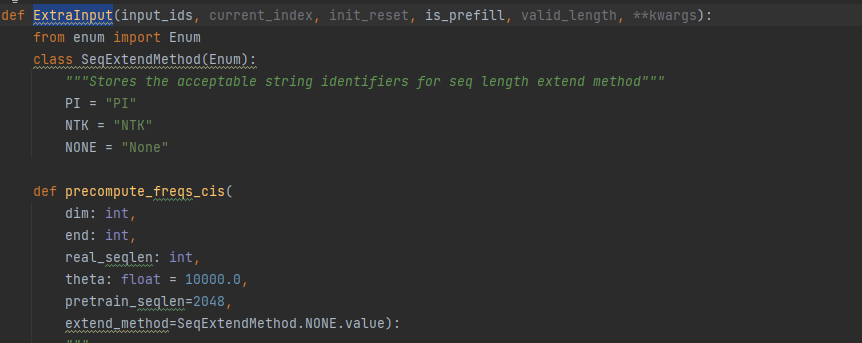 def ExtraInput(input_ids, current_index, init_reset, is_prefill, valid_length, **kwargs):
    from enum import Enum
    class SeqExtendMethod(Enum):
        """Stores the acceptable string identifiers for seq length extend method"""
        PI = "PI"
        NTK = "NTK"
        NONE = "None"

    def precompute_freqs_cis(
        dim: int,
        end: int,
        real_seqlen: int,
        theta: float = 10000.0,
        pretrain_seqlen=2048,
        extend_method=SeqExtendMethod.NONE.value):
        """